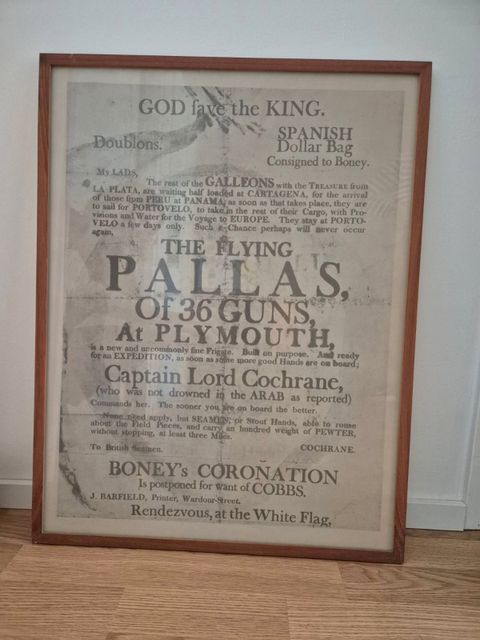 GOD save the KING.
Doublons.
SPANISH
Dollar Bag
Consigned to Boney.
My LADS,
The rest of the GALLEONS with the TREASURE from
LA PLATA, are waiting half loaded at CARTAGENA, for the arrival
of those from PERU at PANAMA, as soon as that takes place, they are
to sail for PORTOVELO, to take in the rest of their Cargo, with Pro-
visions and Water for the Voyage to EUROPE. They stay at PORTO-
VELO a few days only. Such a Chance perhaps will never occur
again,
THE FLYING
PALLAS,
Of 36 GUNS,
At PLYMOUTH,
is a new and uncommonly fine Frigate. Built on purpose. And ready
for an EXPEDITION, as soon as some more good Hands are on board;
Captain Lord Cochrane,
(who was not drowned in the ARAB as reported)
Commands her. The sooner you are on board the better.
None need apply, but SEAMEN, or Stout Hands, able to rouse
about the Field Pieces, and carry an hundred weight of PEWTER,
without stopping, at least three Miles.
To British Seamen.
COCHRANE.
BONEY's CORONATION
Is postponed for want of COBBS.
J. BARFIELD, Printer, Wardour-Street.
Rendezvous, at the White Flag,